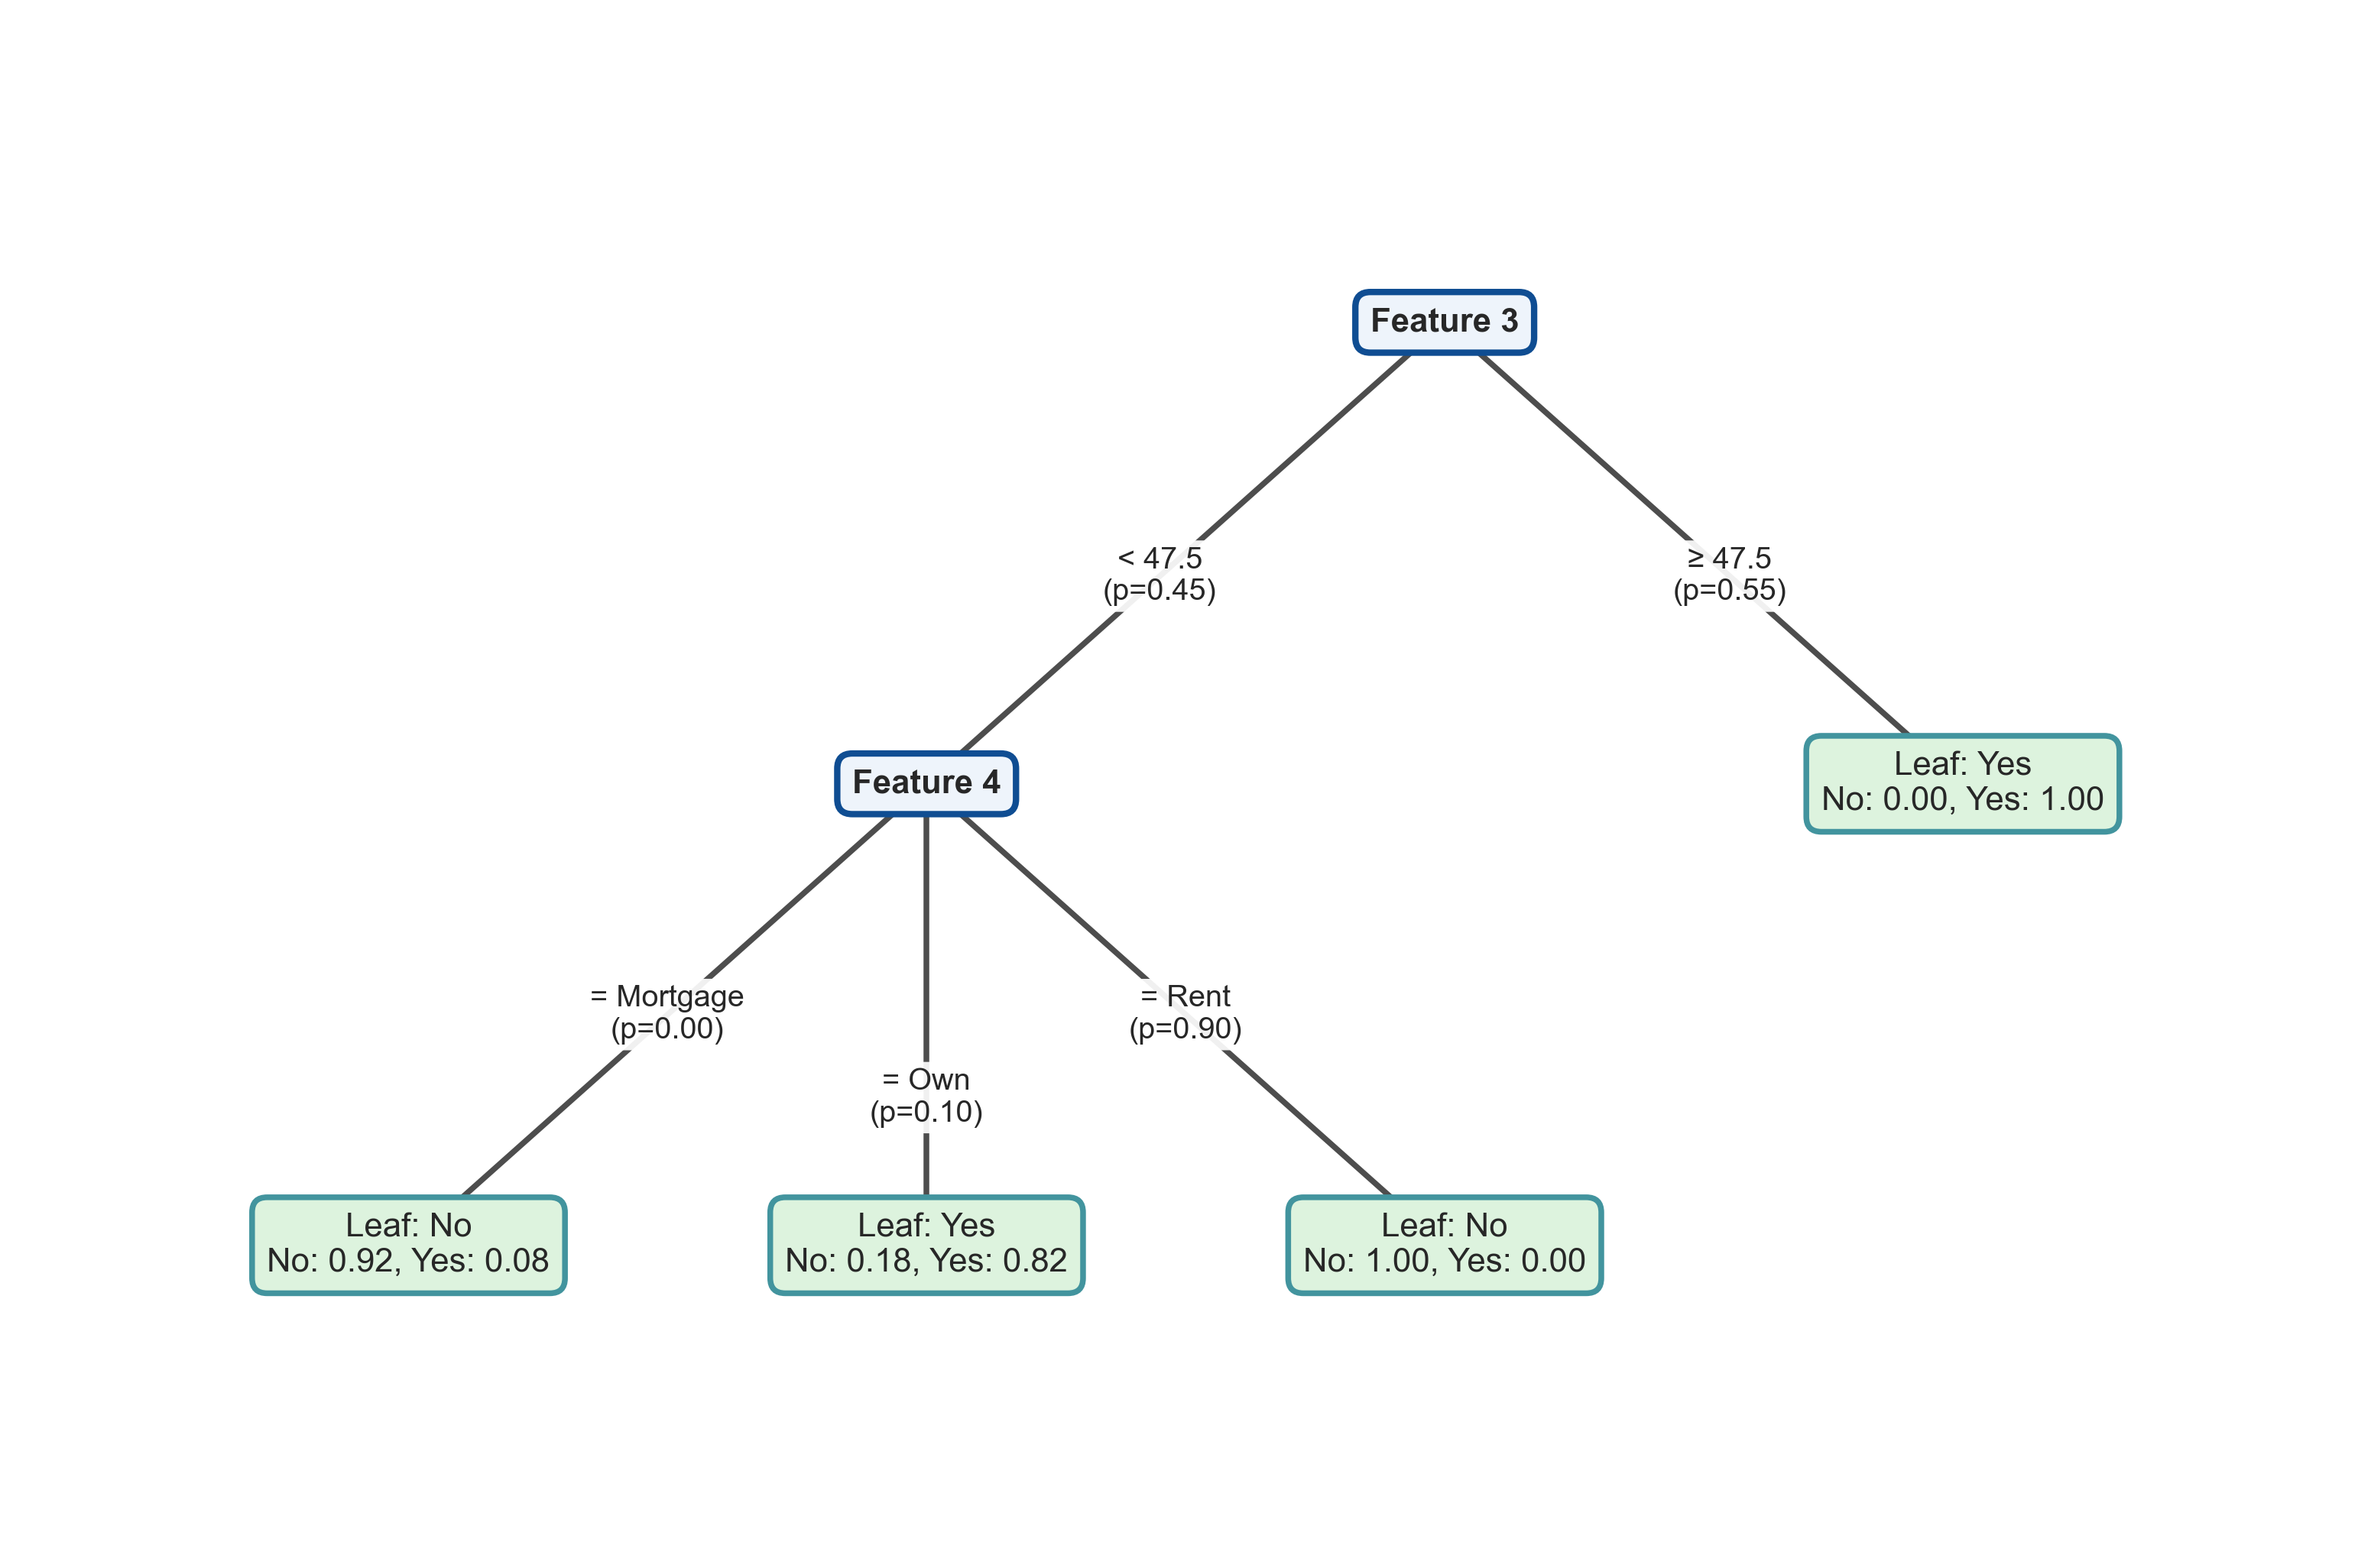 Feature 3
< 47.5
(p=0.45)
≥ 47.5
(p=0.55)
Feature 4
Leaf: Yes
No: 0.00, Yes: 1.00
= Mortgage
(p=0.00)
= Own
(p=0.10)
= Rent
(p=0.90)
Leaf: No
No: 0.92, Yes: 0.08
Leaf: Yes
No: 0.18, Yes: 0.82
Leaf: No
No: 1.00, Yes: 0.00